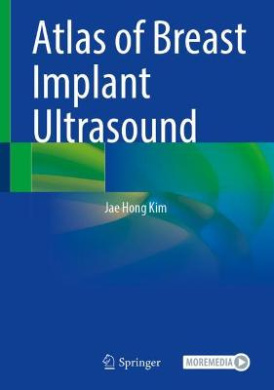 Atlas of Breast
Implant
Ultrasound
Jae Hong Kim
Springer
MOREMEDIA